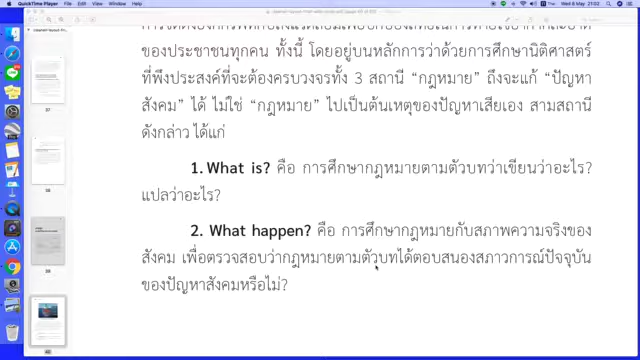 QuickTime Player File Edit View Window Help
Wed 8 May 21:02
ของประชาชนทุกคน ทั้งนี้ โดยอยู่บนหลักการว่าด้วยการศึกษานิติศาสตร์
ที่พึงประสงค์ที่จะต้องครบวงจรทั้ง 3 สถานี “กฎหมาย” ถึงจะแก้ “ปัญหา
สังคม” ได้ ไม่ใช่ “กฎหมาย” ไปเป็นต้นเหตุของปัญหาเสียเอง สามสถานี
ดังกล่าว ได้แก่
1. What is? คือ การศึกษากฎหมายตามตัวบทว่าเขียนว่าอะไร?
แปลว่าอะไร?
2. What happen? คือ การศึกษากฎหมายกับสภาพความจริงของ
สังคม เพื่อตรวจสอบว่ากฎหมายตามตัวบทได้ตอบสนองสภาวการณ์ปัจจุบัน
ของปัญหาสังคมหรือไม่?
37
38
39
40